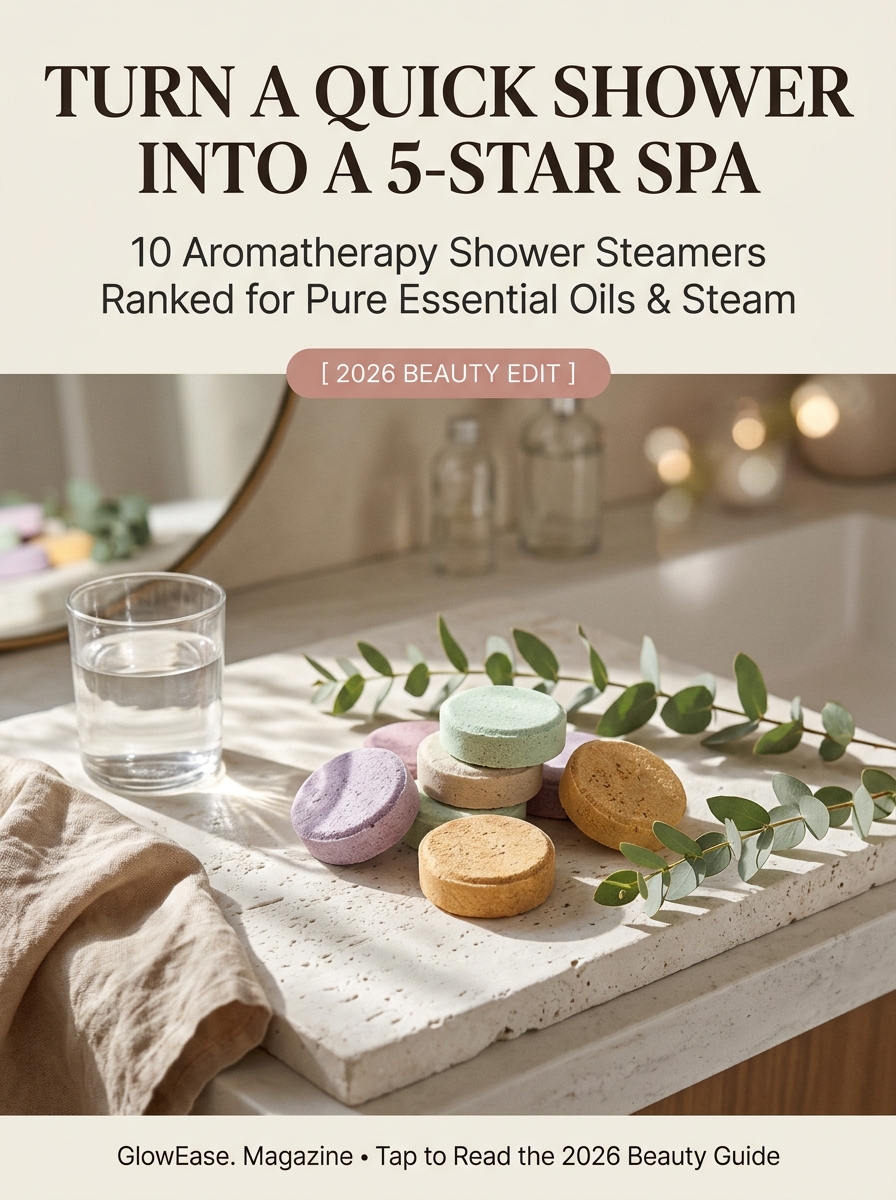 TURN A QUICK SHOWER
INTO A 5-STAR SPA
10 Aromatherapy Shower Steamers
Ranked for Pure Essential Oils & Steam
[ 2026 BEAUTY EDIT ]
GlowEase. Magazine • Tap to Read the 2026 Beauty Guide